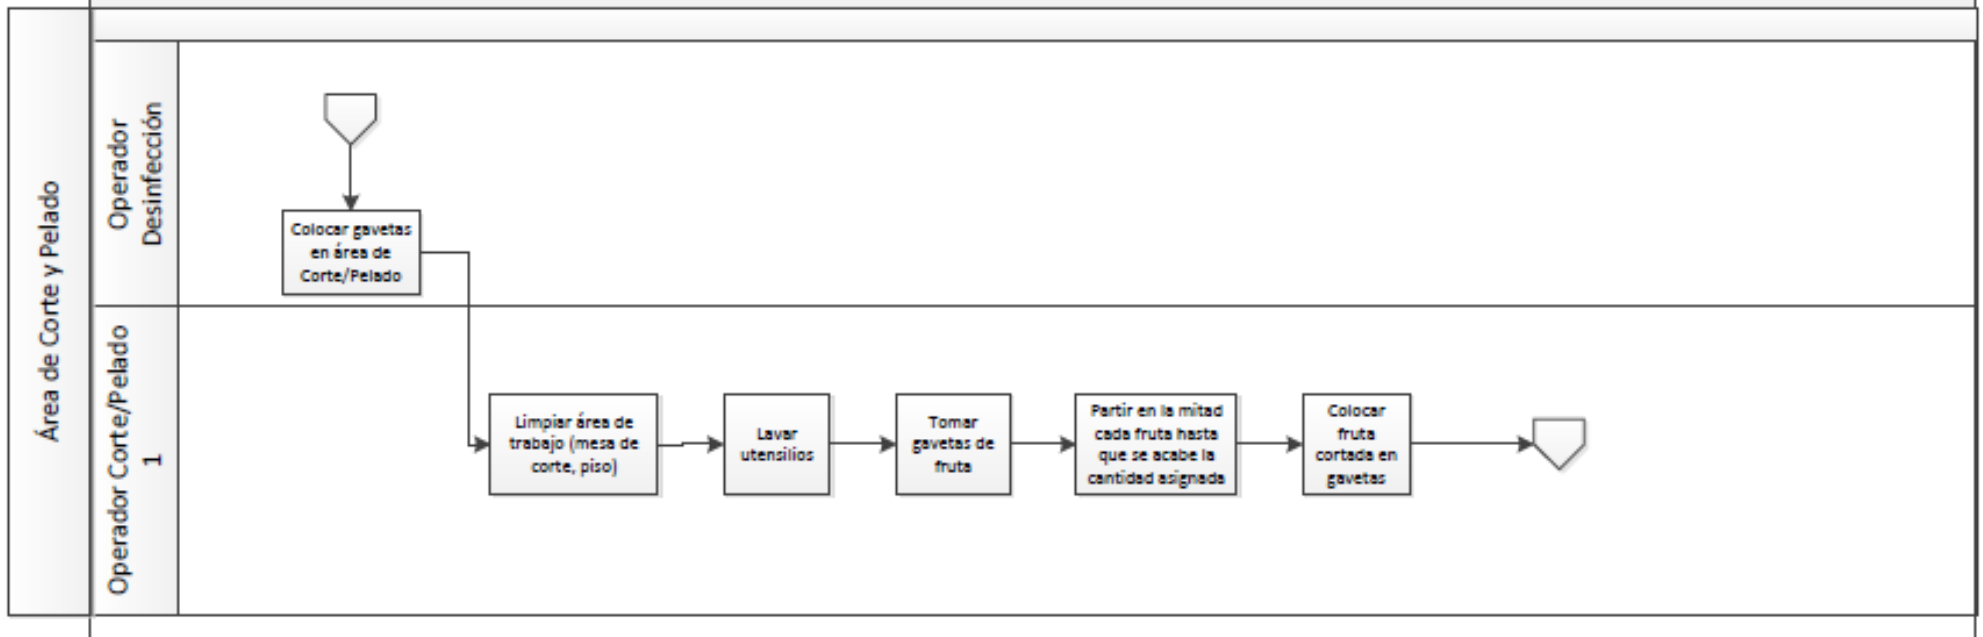 Área de Corte y Pelado
Operador
Desinfección
Colocar gavetas
en área de
Corte/Pelado
Operador Corte/Pelado
1
Limpiar área de
trabajo (mesa de
corte, piso)
Lavar
utensilios
Tomar
gavetas de
fruta
Partir en la mitad
cada fruta hasta
que se acabe la
cantidad asignada
Colocar
fruta
cortada en
gavetas